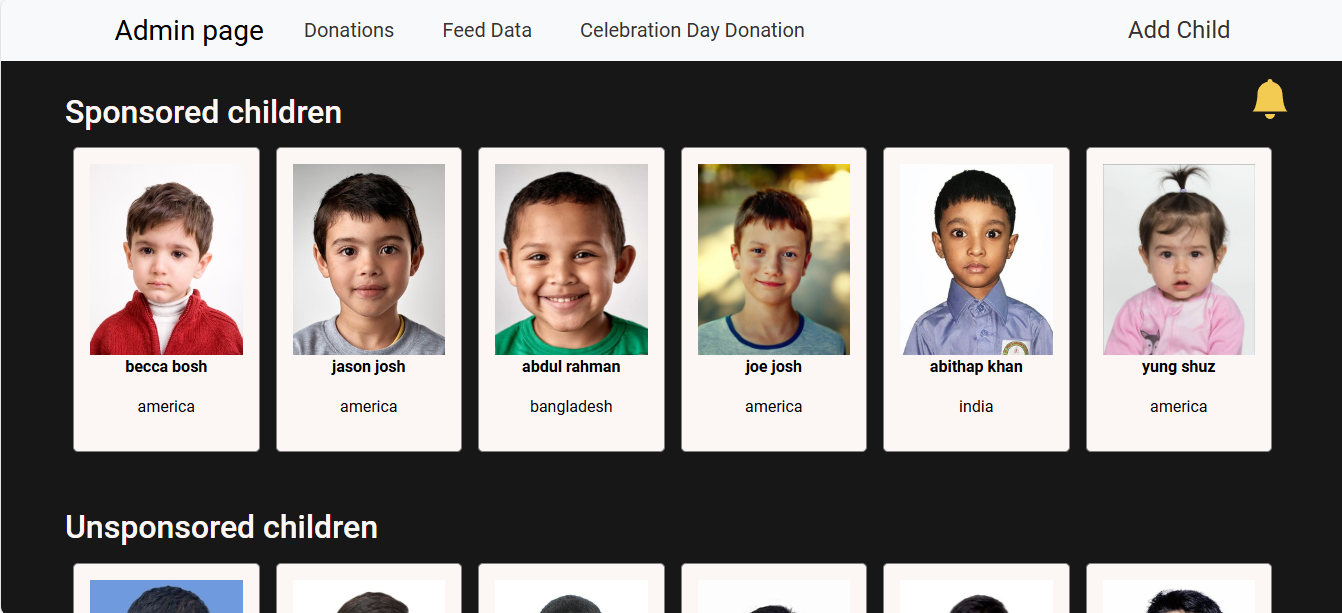 Admin page Donations Feed Data Celebration Day Donation Add Child
Sponsored children
becca bosh jason josh abdul rahman joe josh abithap khan yung shuz
america america bangladesh america india america
Unsponsored children